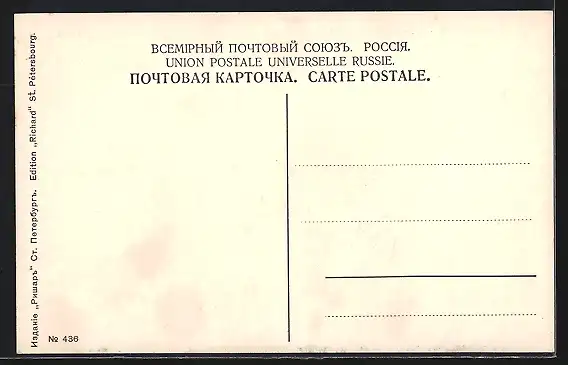 ВСЕМІРНЫЙ ПОЧТОВЫЙ СОЮЗЪ. РОССІЯ.
UNION POSTALE UNIVERSELLE RUSSIE.
ПОЧТОВАЯ КАРТОЧКА. CARTE POSTALE.
Изданіе „Ришаръ" Ст. Петербургъ. Edition „Richard" St. Pétersbourg.
№ 436